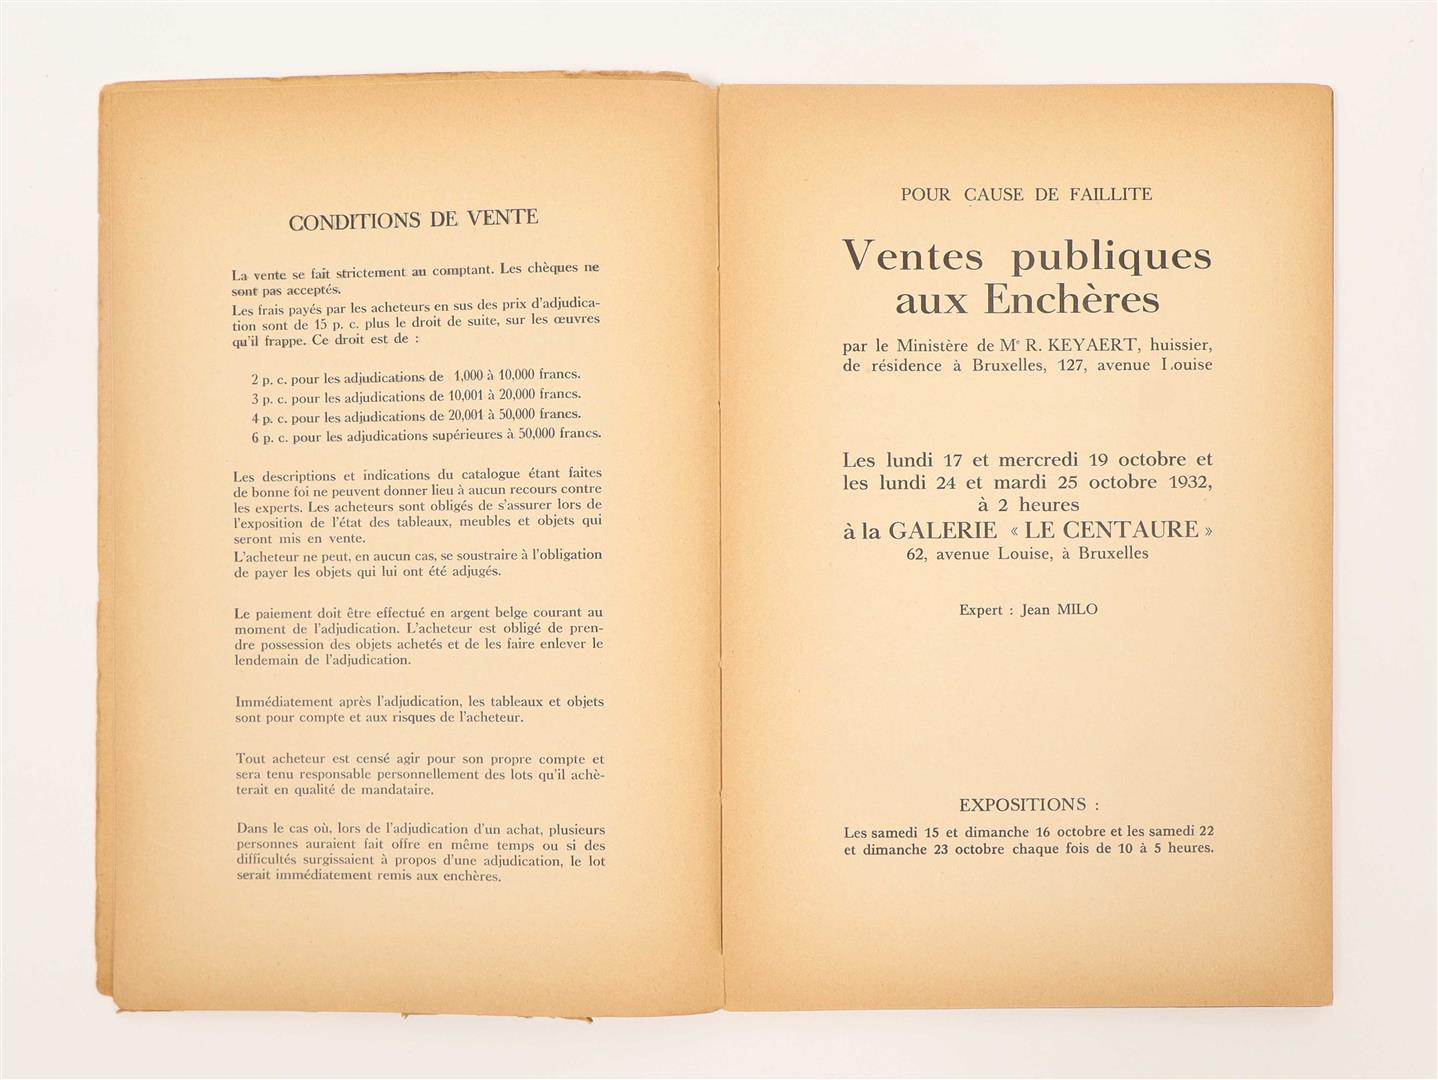 CONDITIONS DE VENTE
La vente se fait strictement au comptant. Les chèques ne
sont pas acceptés.
Les frais payés par les acheteurs en sus des prix d'adjudica-
tion sont de 15 p. c. plus le droit de suite, sur les œuvres
qu'il frappe. Ce droit est de :
2 p. c. pour les adjudications de 1,000 à 10,000 francs.
3 p. c. pour les adjudications de 10,001 à 20,000 francs.
4 p. c. pour les adjudications de 20,001 à 50,000 francs.
6 p. c. pour les adjudications supérieures à 50,000 francs.
Les descriptions et indications du catalogue étant faites
de bonne foi ne peuvent donner lieu à aucun recours contre
les experts. Les acheteurs sont obligés de s'assurer lors de
l'exposition de l'état des tableaux, meubles et objets qui
seront mis en vente.
L'acheteur ne peut, en aucun cas, se soustraire à l'obligation
de payer les objets qui lui ont été adjugés.
Le paiement doit être effectué en argent belge courant au
moment de l'adjudication. L'acheteur est obligé de pren-
dre possession des objets achetés et de les faire enlever le
lendemain de l'adjudication.
Immédiatement après l'adjudication, les tableaux et objets
sont pour compte et aux risques de l'acheteur.
Tout acheteur est censé agir pour son propre compte et
sera tenu responsable personnellement des lots qu'il achè-
terait en qualité de mandataire.
Dans le cas où, lors de l'adjudication d'un achat, plusieurs
personnes auraient fait offre en même temps ou si des
difficultés surgissaient à propos d'une adjudication, le lot
serait immédiatement remis aux enchères.
POUR CAUSE DE FAILLITE
Ventes publiques
aux Enchères
par le Ministère de Me R. KEYAERT, huissier,
de résidence à Bruxelles, 127, avenue Louise
Les lundi 17 et mercredi 19 octobre et
les lundi 24 et mardi 25 octobre 1932,
à 2 heures
à la GALERIE « LE CENTAURE »
62, avenue Louise, à Bruxelles
Expert : Jean MILO
EXPOSITIONS :
Les samedi 15 et dimanche 16 octobre et les samedi 22
et dimanche 23 octobre chaque fois de 10 à 5 heures.